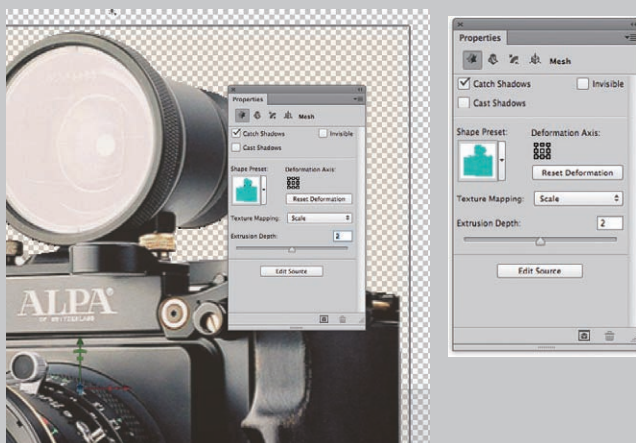 Properties
Mesh
Catch Shadows
Invisible
Cast Shadows
Shape Preset:
Deformation Axis:
Reset Deformation
Texture Mapping:
Scale
Extrusion Depth:
2
Edit Source
ALPA
OF SWITZERLAND
Properties
Mesh
Catch Shadows
Invisible
Cast Shadows
Shape Preset:
Deformation Axis:
Reset Deformation
Texture Mapping:
Scale
Extrusion Depth:
2
Edit Source